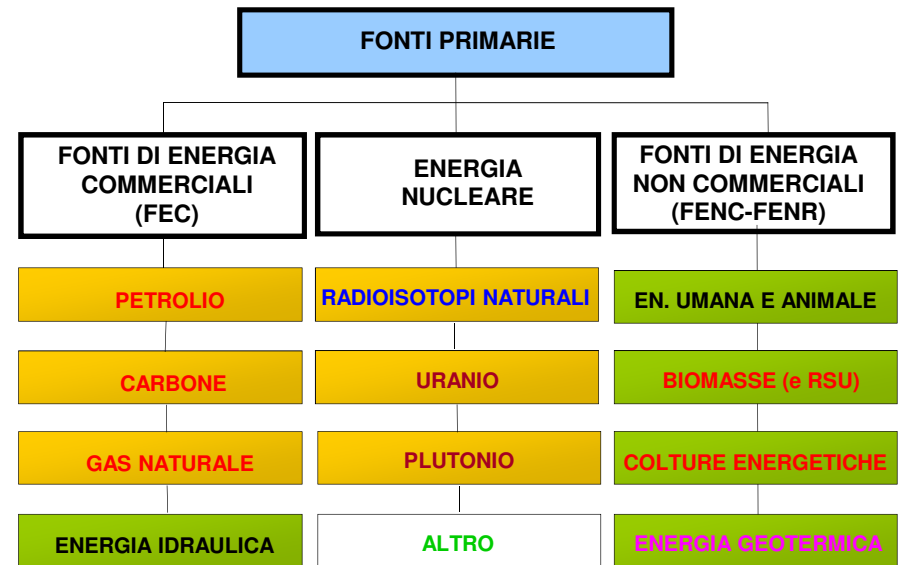 FONTI PRIMARIE
FONTI DI ENERGIA
COMMERCIALI
(FEC)
ENERGIA
NUCLEARE
FONTI DI ENERGIA
NON COMMERCIALI
(FENC-FENR)
PETROLIO
RADIOISOTOPI NATURALI
EN. UMANA E ANIMALE
CARBONE
URANIO
BIOMASSE (e RSU)
GAS NATURALE
PLUTONIO
COLTURE ENERGETICHE
ENERGIA IDRAULICA
ALTRO
ENERGIA GEOTERMICA